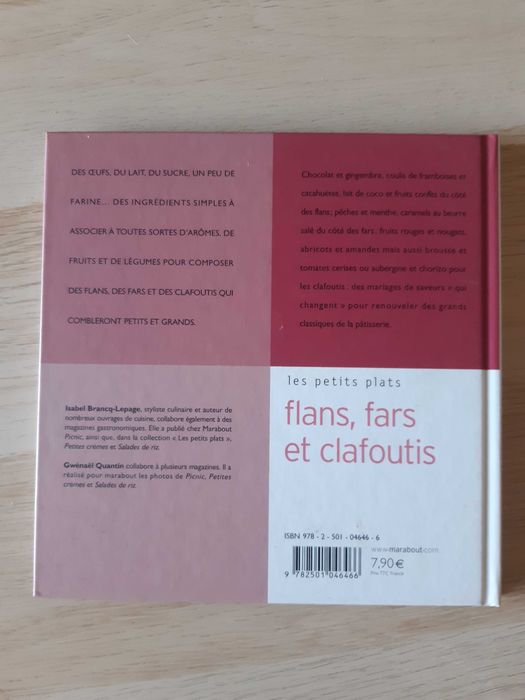 DES ŒUFS, DU LAIT, DU SUCRE, UN PEU DE
FARINE... DES INGRÉDIENTS SIMPLES À
ASSOCIER À TOUTES SORTES D'ARÔMES, DE
FRUITS ET DE LÉGUMES POUR COMPOSER
DES FLANS, DES FARS ET DES CLAFOUTIS QUI
COMBLERONT PETITS ET GRANDS.
Chocolat et gingembre, coulis de framboises et
cacahuètes, lait de coco et fruits confits du côté
des flans ; pêches et menthe, caramels au beurre
salé du côté des fars ; fruits rouges et nougats,
abricots et amandes mais aussi brousse et
tomates cerises ou aubergine et chorizo pour
les clafoutis : des mariages de saveurs « qui
changent » pour renouveler des grands
classiques de la pâtisserie.
Isabel Brancq-Lepage, styliste culinaire et auteur de
nombreux ouvrages de cuisine, collabore également à des
magazines gastronomiques. Elle a publié chez Marabout
Picnic, ainsi que, dans la collection « Les petits plats »,
Petites crèmes et Salades de riz.
Gwénaël Quantin collabore à plusieurs magazines. Il a
réalisé pour marabout les photos de Picnic, Petites
crèmes et Salades de riz.
les petits plats
flans, fars
et clafoutis
ISBN 978 - 2 - 501 - 04646 - 6
www.marabout.com
7,90 €
Prix TTC France
9 782501 046466